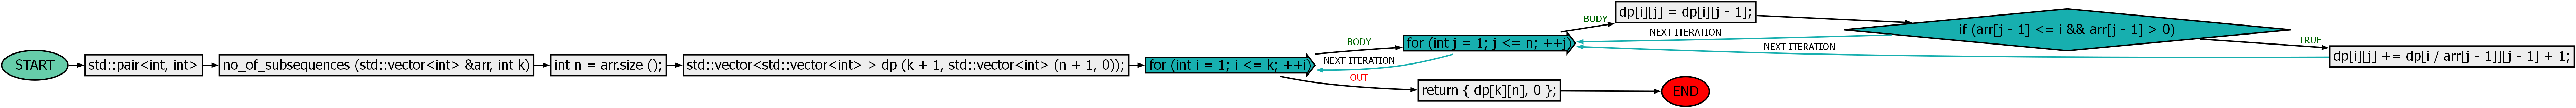 START
std::pair<int, int>
no_of_subsequences (std::vector<int> &arr, int k)
int n = arr.size ();
std::vector<std::vector<int> > dp (k + 1, std::vector<int> (n + 1, 0));
for (int i = 1; i <= k; ++i)
BODY
NEXT ITERATION
OUT
for (int j = 1; j <= n; ++j)
BODY
dp[i][j] = dp[i][j - 1];
NEXT ITERATION
NEXT ITERATION
if (arr[j - 1] <= i && arr[j - 1] > 0)
TRUE
dp[i][j] += dp[i / arr[j - 1]][j - 1] + 1;
return { dp[k][n], 0 };
END